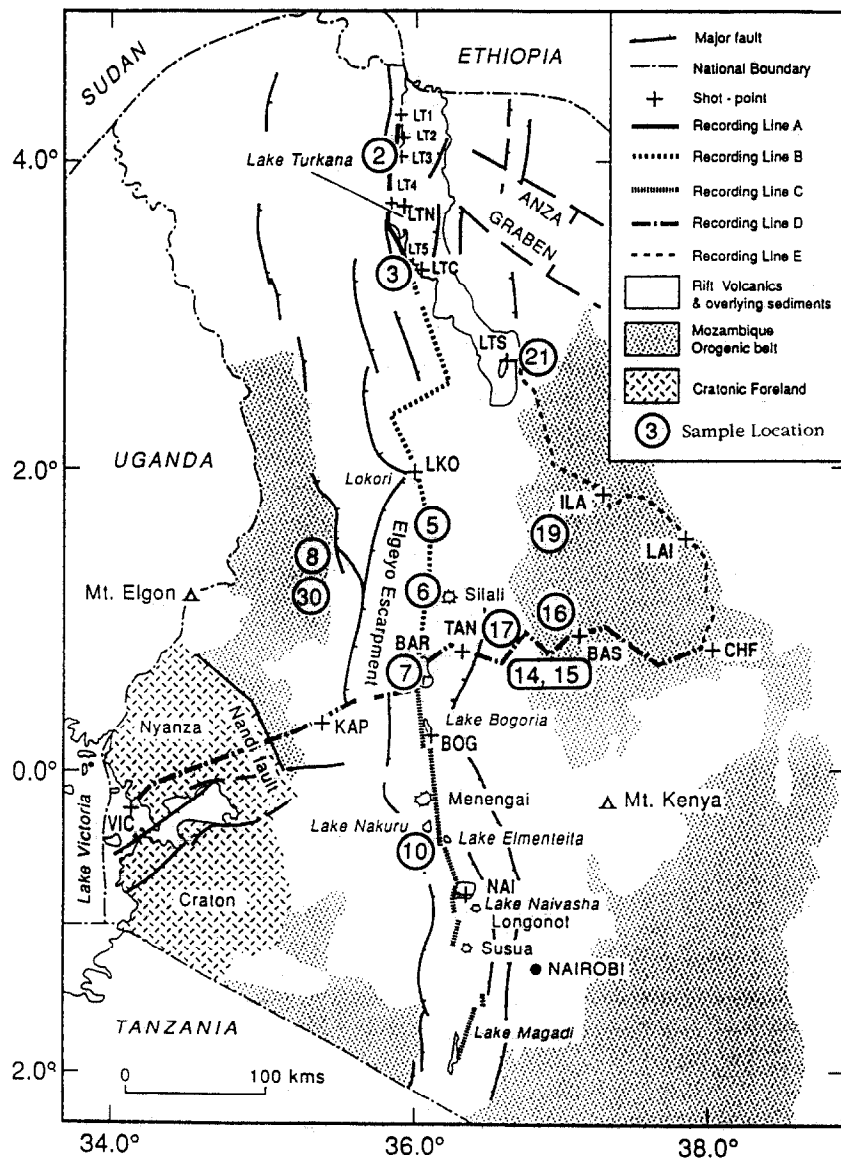 SUDAN
ETHIOPIA
Major fault
National Boundary
Shot - point
Recording Line A
Recording Line B
Recording Line C
Recording Line D
Recording Line E
Rift Volcanics
& overlying sediments
Mozambique
Orogenic belt
Cratonic Foreland
3 Sample Location
4.0°
2.0°
0.0°
2.0°
34.0°
36.0°
38.0°
LT1
LT2
2
LT3
Lake Turkana
LT4
LTN
ANZA
GRABEN
LT5
3
LTC
LTS
21
UGANDA
LKO
Lokori
ILA
5
19
LAI
Elgeyo Escarpment
8
Mt. Elgon
30
6
Silali
16
17
TAN
BAR
BAS
CHF
7
14, 15
Nyanza
Nandi fault
KAP
Lake Bogoria
BOG
VIC
Lake Victoria
Menengai
Mt. Kenya
Lake Nakuru
Lake Elmenteita
10
Craton
NAI
Lake Naivasha
Longonot
Susua
NAIROBI
Lake Magadi
TANZANIA
0
100 kms